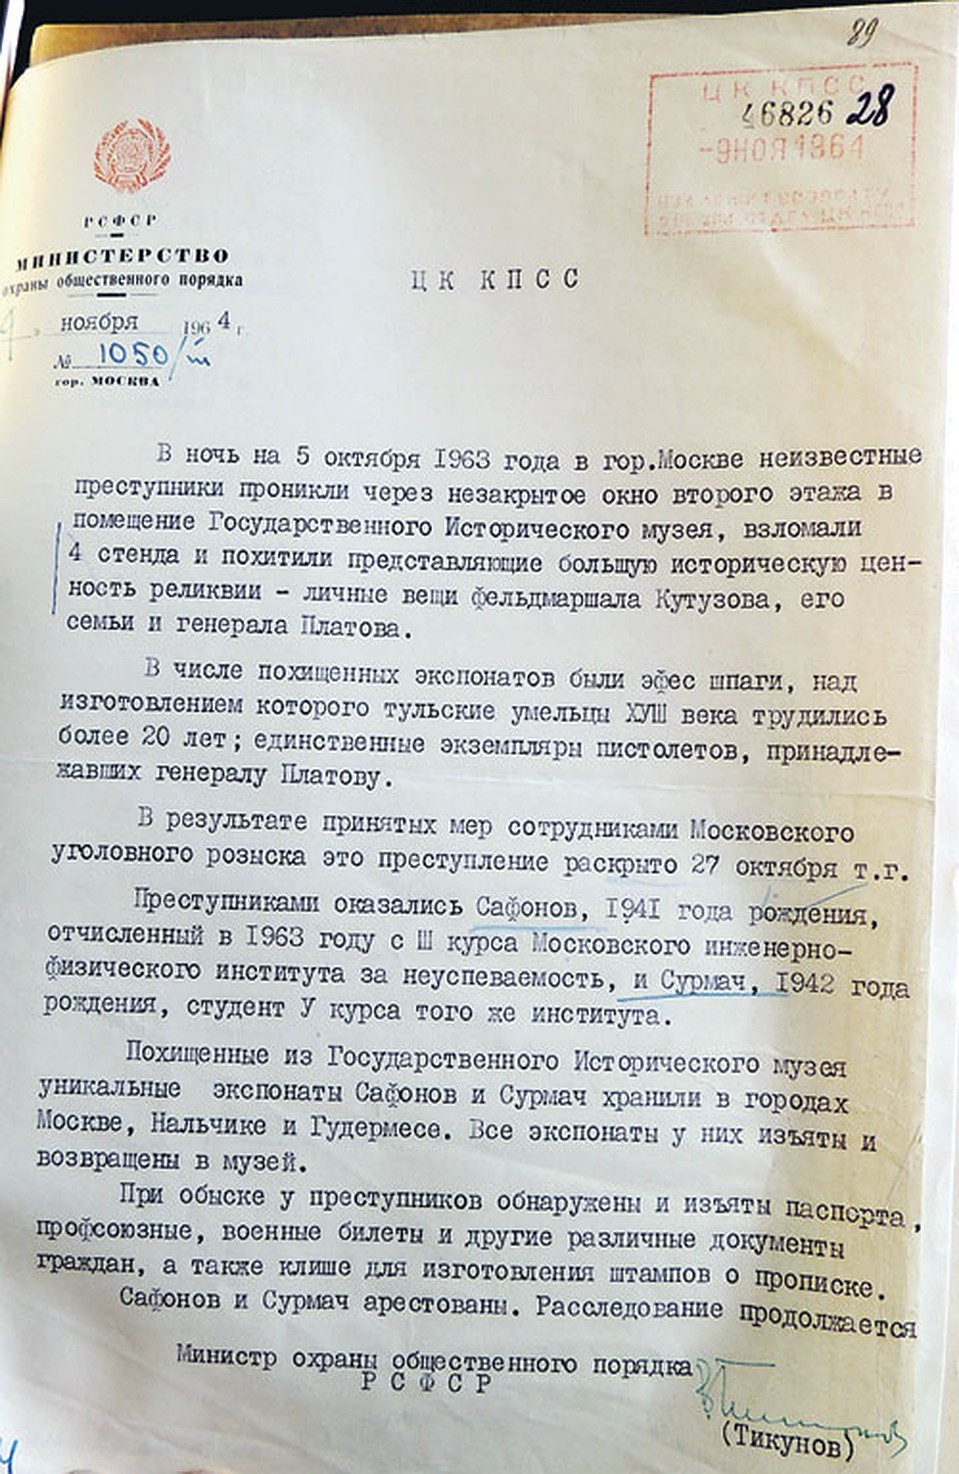 89
ЦК КПСС
46826 28
-9НОЯ1964
РСФСР
МИНИСТЕРСТВО
охраны общественного порядка
ЦК КПСС
ноября 1964 г.
№ 1050/ш
гор. МОСКВА
В ночь на 5 октября 1963 года в гор.Москве неизвестные
преступники проникли через незакрытое окно второго этажа в
помещение Государственного Исторического музея, взломали
4 стенда и похитили представляющие большую историческую цен-
ность реликвии - личные вещи фельдмаршала Кутузова, его
семьи и генерала Платова.
В числе похищенных экспонатов были эфес шпаги, над
изготовлением которого тульские умельцы ХУШ века трудились
более 20 лет; единственные экземпляры пистолетов, принадле-
жавших генералу Платову.
В результате принятых мер сотрудниками Московского
уголовного розыска это преступление раскрыто 27 октября т.г.
Преступниками оказались Сафонов, 1941 года рождения,
отчисленный в 1963 году с Ш курса Московского инженерно-
физического института за неуспеваемость, и Сурмач, 1942 года
рождения, студент У курса того же института.
Похищенные из Государственного Исторического музея
уникальные экспонаты Сафонов и Сурмач хранили в городах
Москве, Нальчике и Гудермесе. Все экспонаты у них изъяты и
возвращены в музей.
При обыске у преступников обнаружены и изъяты паспорта,
профсоюзные, военные билеты и другие различные документы
граждан, а также клише для изготовления штампов о прописке.
Сафонов и Сурмач арестованы. Расследование продолжается
Министр охраны общественного порядка
РСФСР
(Тикунов)